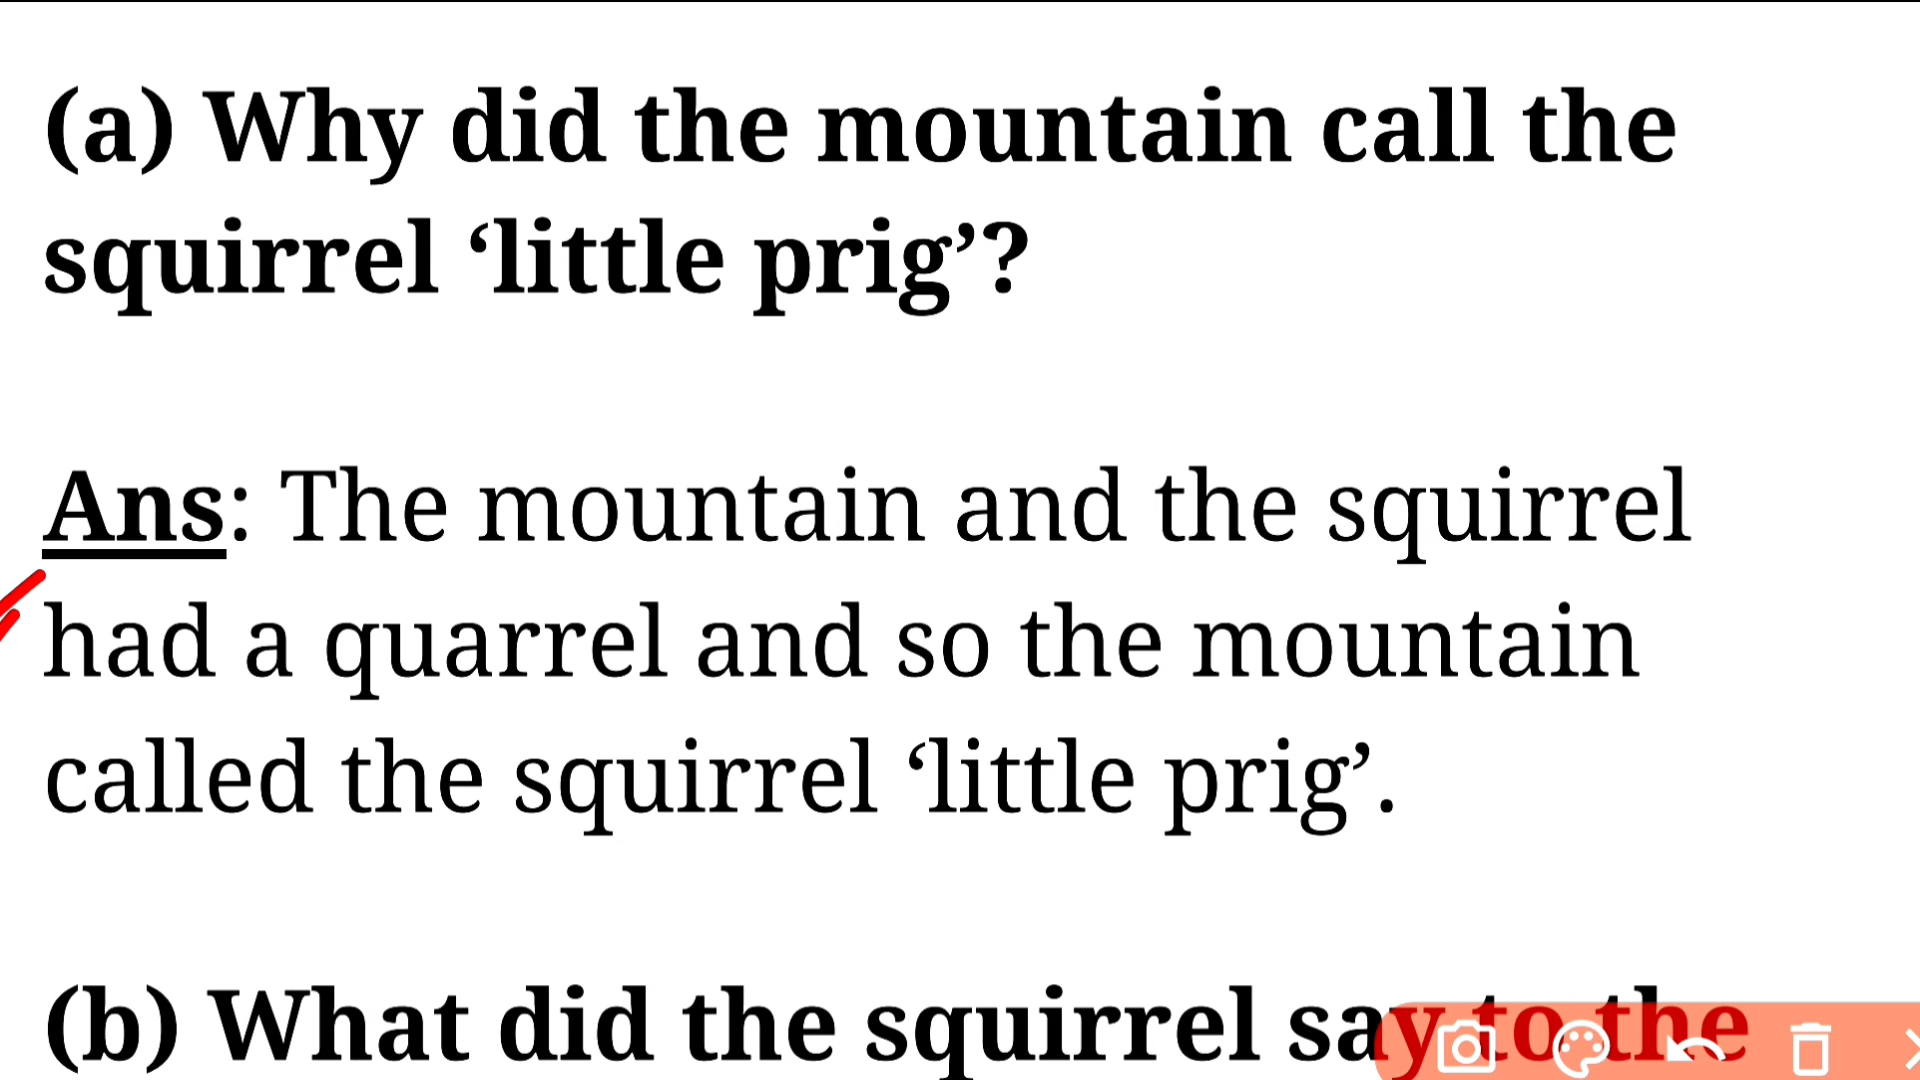 (a) Why did the mountain call the
squirrel ‘little prig’?
Ans: The mountain and the squirrel
had a quarrel and so the mountain
called the squirrel ‘little prig’.
(b) What did the squirrel say to the